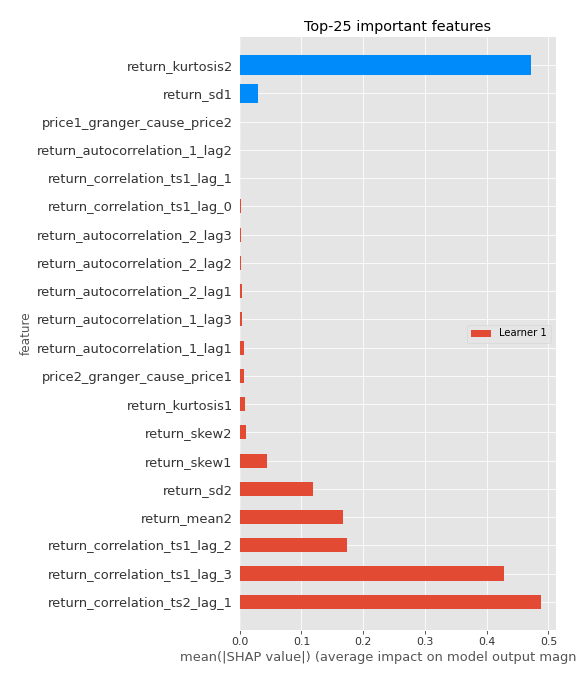 Top-25 important features
return_kurtosis2
return_sd1
price1_granger_cause_price2
return_autocorrelation_1_lag2
return_correlation_ts1_lag_1
return_correlation_ts1_lag_0
return_autocorrelation_2_lag3
return_autocorrelation_2_lag2
return_autocorrelation_2_lag1
return_autocorrelation_1_lag3
return_autocorrelation_1_lag1
price2_granger_cause_price1
return_kurtosis1
return_skew2
return_skew1
return_sd2
return_mean2
return_correlation_ts1_lag_2
return_correlation_ts1_lag_3
return_correlation_ts2_lag_1
feature
Learner 1
0.0 0.1 0.2 0.3 0.4 0.5
mean(|SHAP value|) (average impact on model output magn